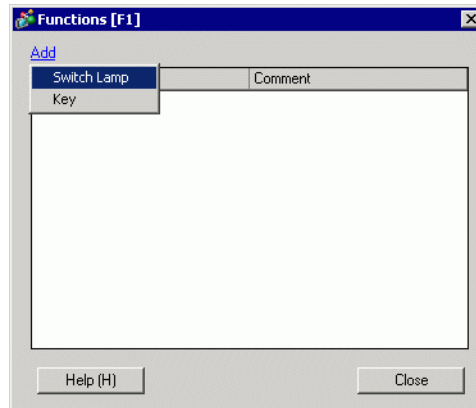 Functions [F1]
Add
Switch Lamp
Comment
Key
Help (H)
Close